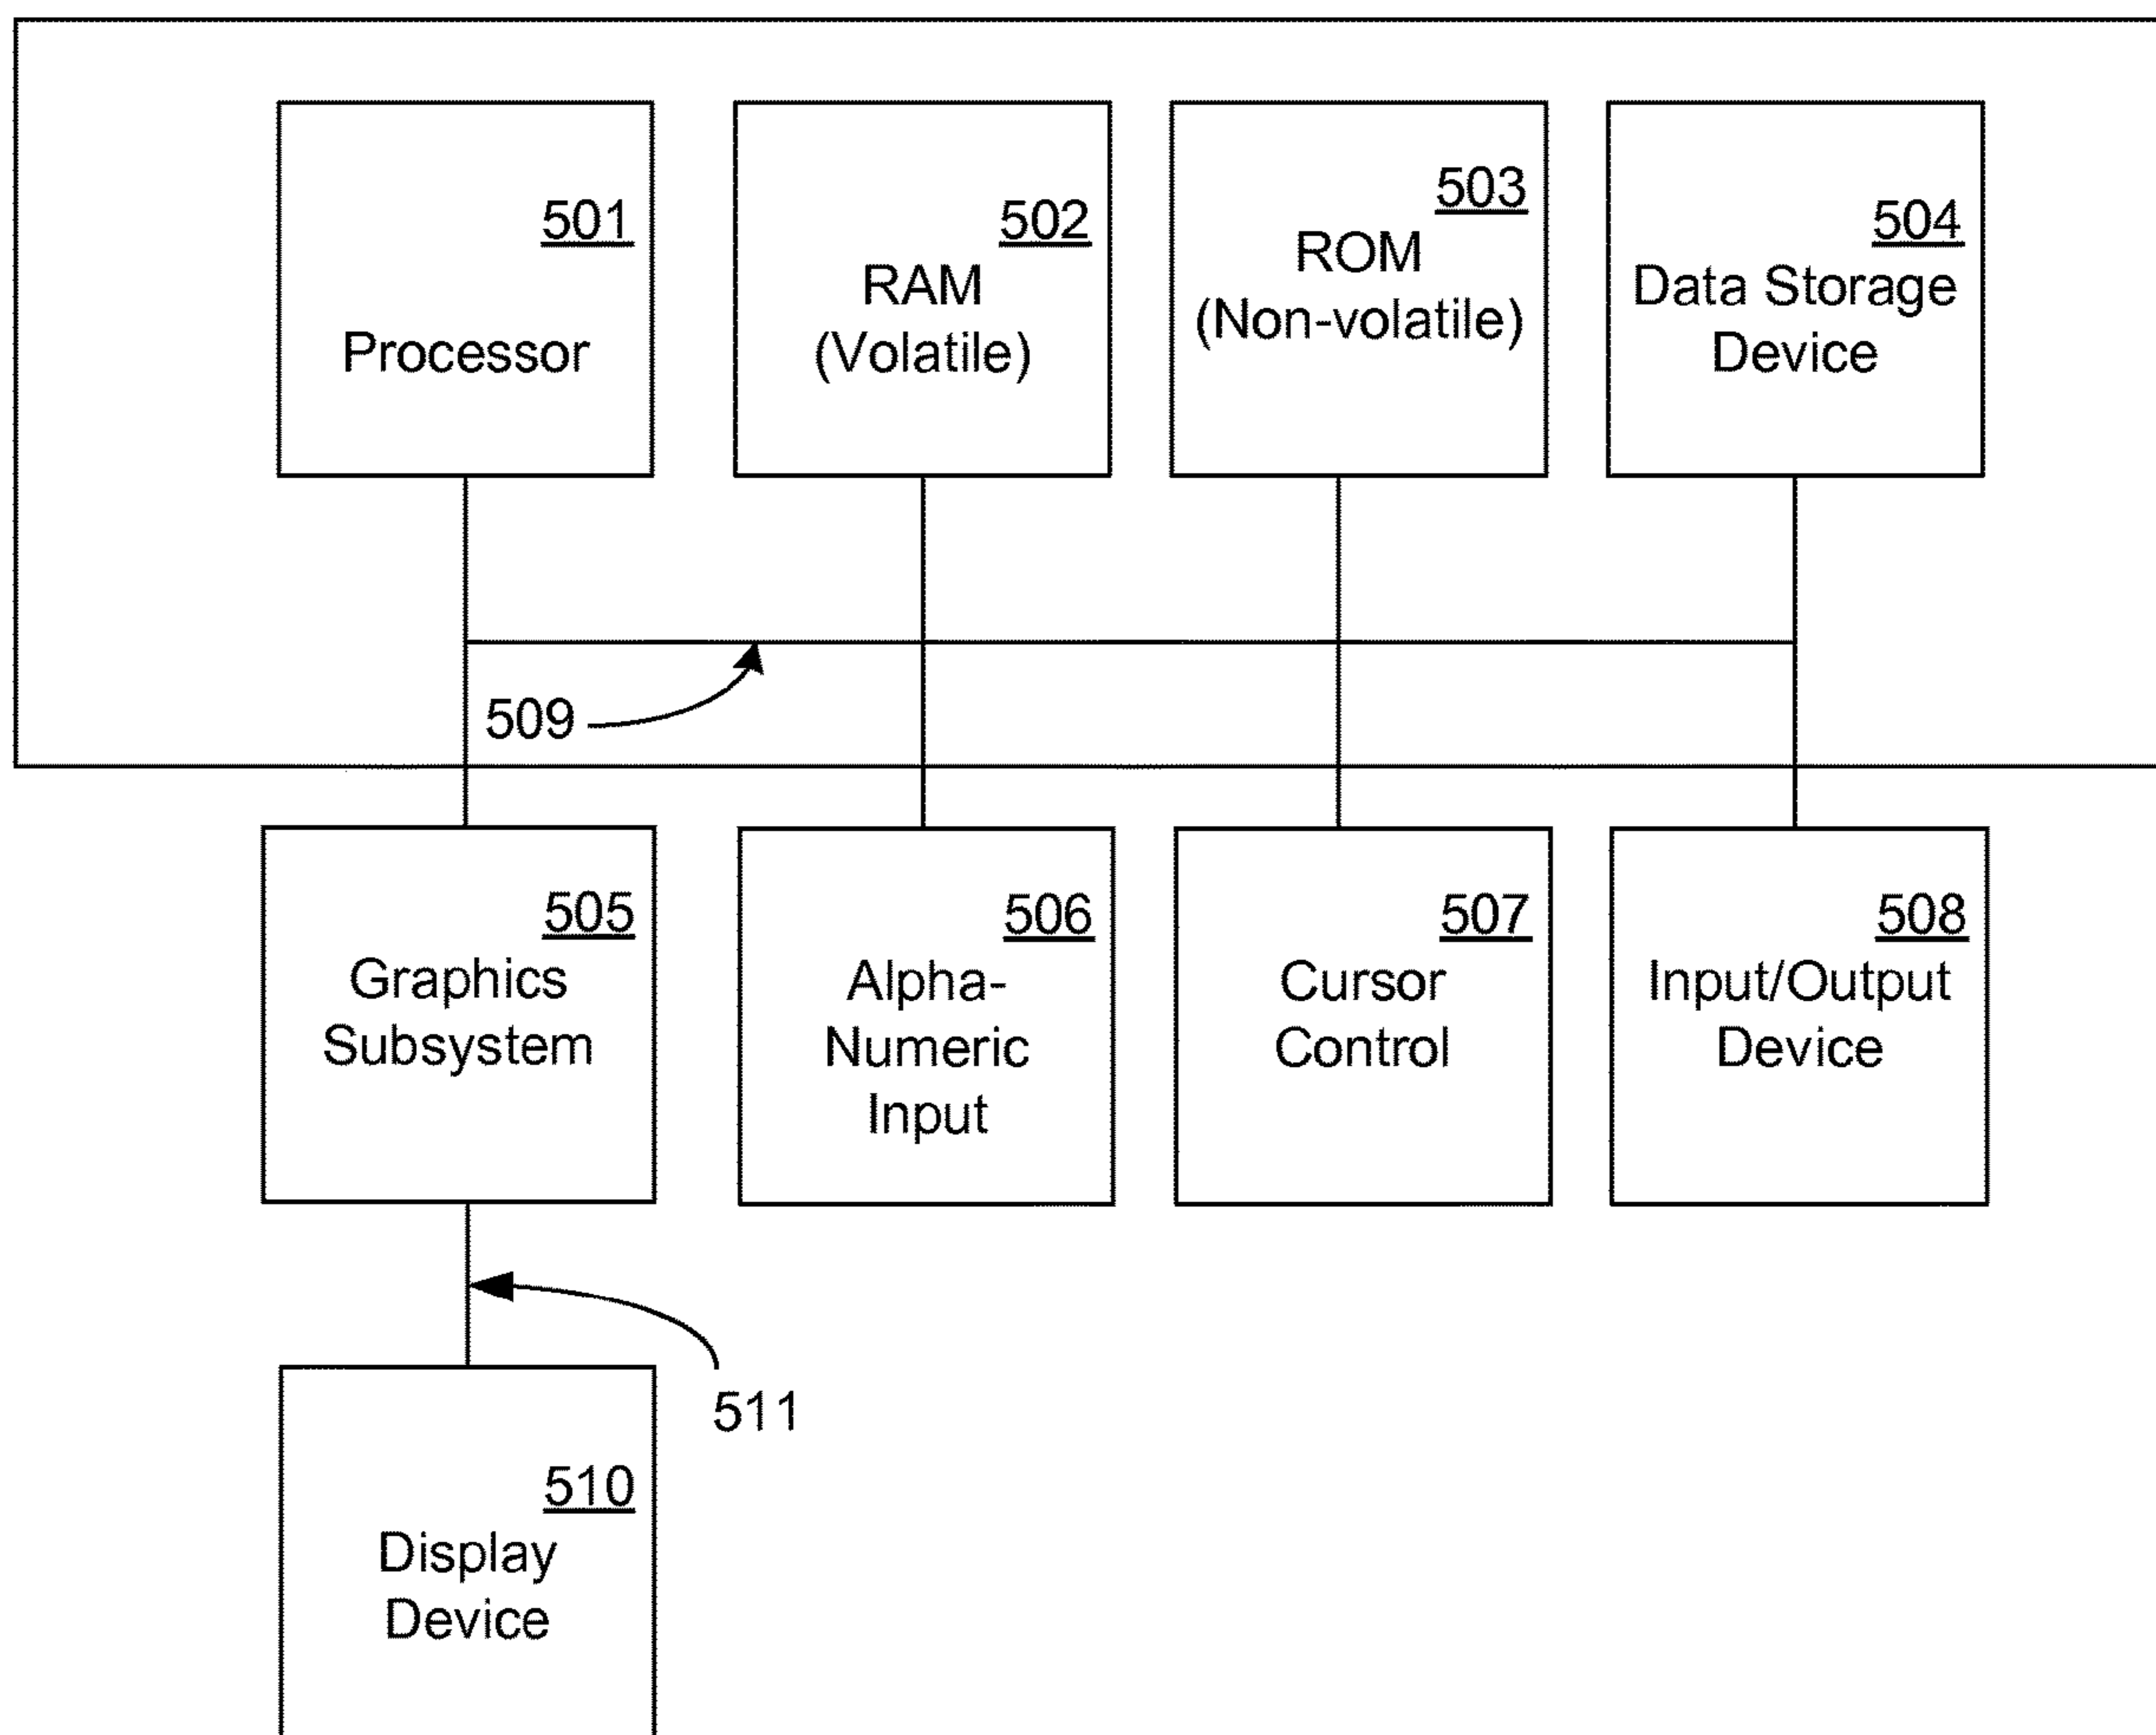 501
Processor
502
RAM
(Volatile)
503
ROM
(Non-volatile)
504
Data Storage
Device
509
505
Graphics
Subsystem
506
Alpha-
Numeric
Input
507
Cursor
Control
508
Input/Output
Device
511
510
Display
Device